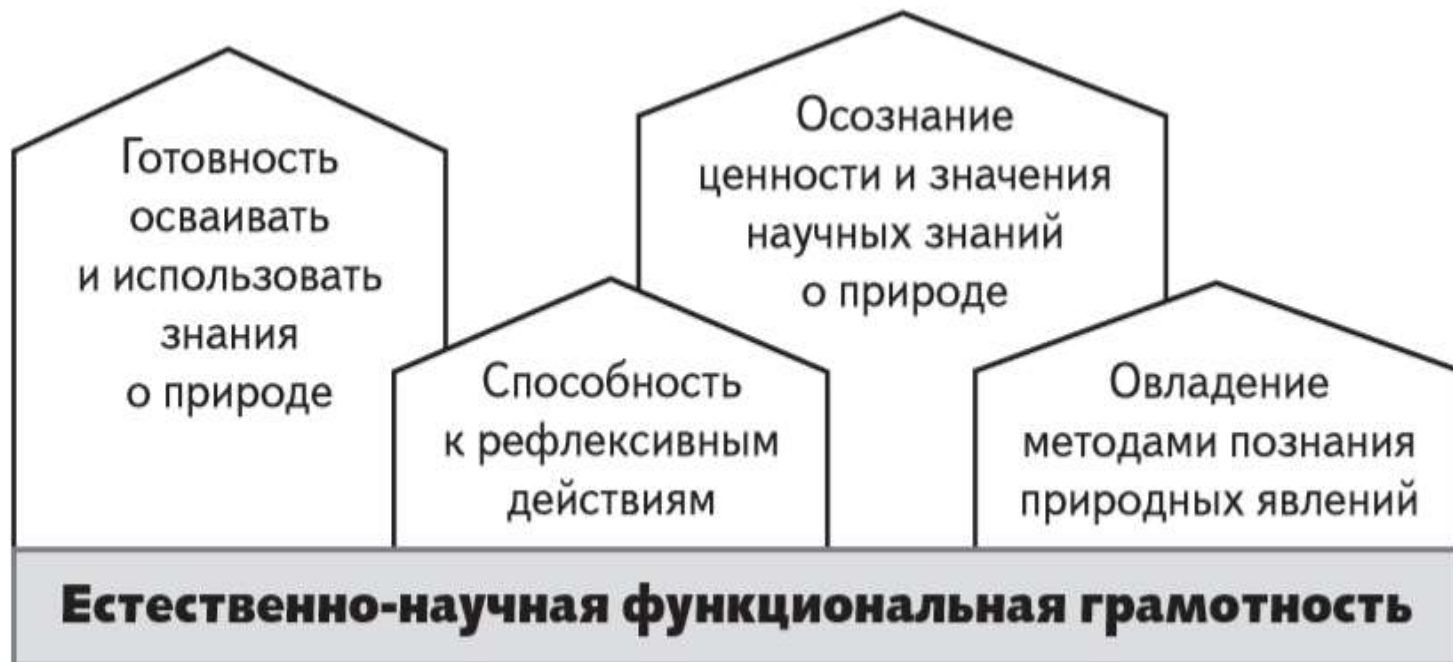 Готовность
осваивать
и использовать
знания
о природе
Способность
к рефлексивным
действиям
Осознание
ценности и значения
научных знаний
о природе
Овладение
методами познания
природных явлений
Естественно-научная функциональная грамотность